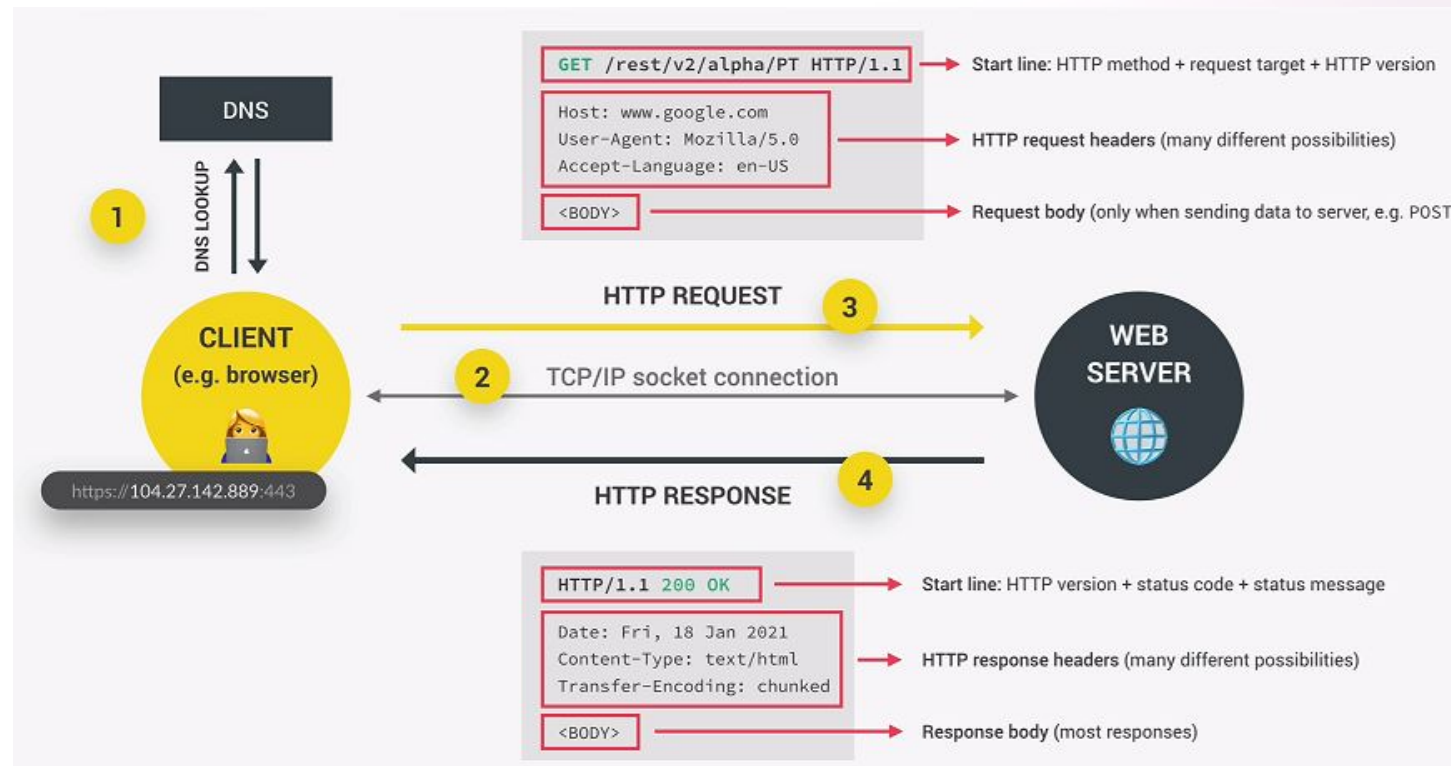 GET /rest/v2/alpha/PT HTTP/1.1
Start line: HTTP method + request target + HTTP version
Host: www.google.com
User-Agent: Mozilla/5.0
Accept-Language: en-US
HTTP request headers (many different possibilities)
<BODY>
Request body (only when sending data to server, e.g. POST
DNS
DNS LOOKUP
1
HTTP REQUEST
3
CLIENT
(e.g. browser)
2
TCP/IP socket connection
WEB
SERVER
https://104.27.142.889:443
HTTP RESPONSE
4
HTTP/1.1 200 OK
Start line: HTTP version + status code + status message
Date: Fri, 18 Jan 2021
Content-Type: text/html
Transfer-Encoding: chunked
HTTP response headers (many different possibilities)
<BODY>
Response body (most responses)